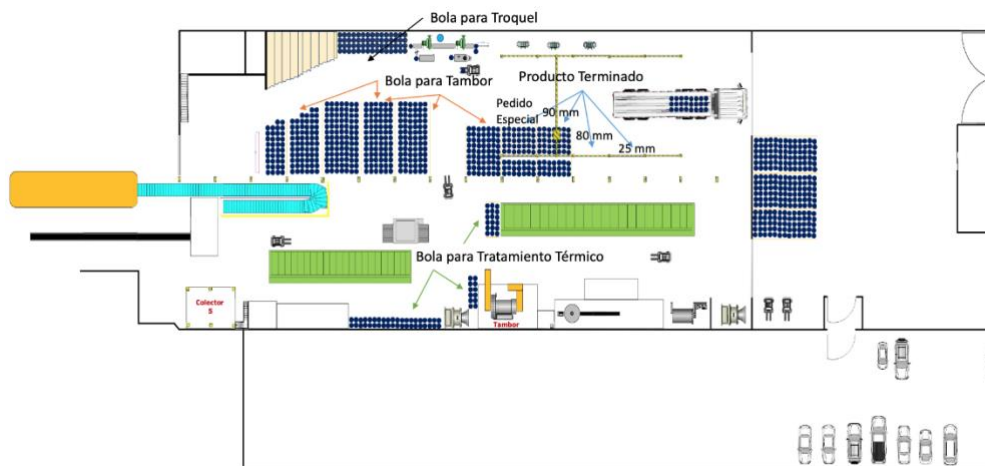 Bola para Troquel
Bola para Tambor
Producto Terminado
Pedido
Especial
90 mm
80 mm
25 mm
Bola para Tratamiento Térmico
Colector
5
Tambor